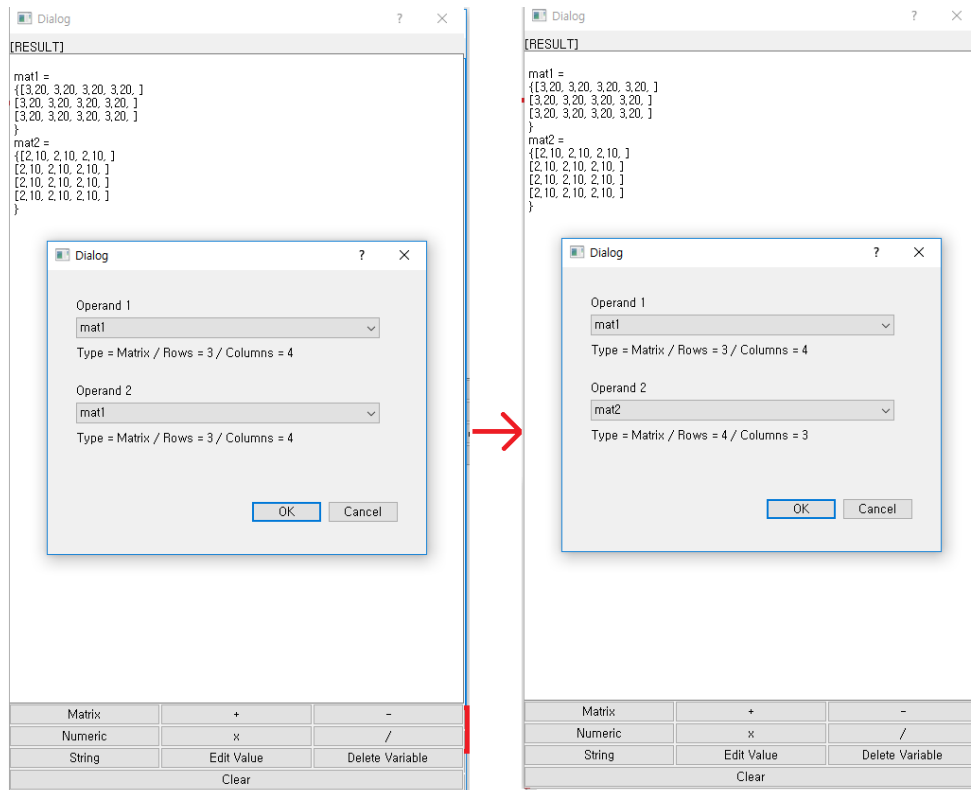 Dialog
[RESULT]
mat1 =
{[3,20, 3,20, 3,20, 3,20, ]
[3,20, 3,20, 3,20, 3,20, ]
[3,20, 3,20, 3,20, 3,20, ]
}
mat2 =
{[2,10, 2,10, 2,10, ]
[2,10, 2,10, 2,10, ]
[2,10, 2,10, 2,10, ]
[2,10, 2,10, 2,10, ]
}
Dialog
Operand 1
mat1
Type = Matrix / Rows = 3 / Columns = 4
Operand 2
mat1
Type = Matrix / Rows = 3 / Columns = 4
OK Cancel
Matrix + -
Numeric x /
String Edit Value Delete Variable
Clear
Dialog
[RESULT]
mat1 =
{[3,20, 3,20, 3,20, 3,20, ]
[3,20, 3,20, 3,20, 3,20, ]
[3,20, 3,20, 3,20, 3,20, ]
}
mat2 =
{[2,10, 2,10, 2,10, ]
[2,10, 2,10, 2,10, ]
[2,10, 2,10, 2,10, ]
[2,10, 2,10, 2,10, ]
}
Dialog
Operand 1
mat1
Type = Matrix / Rows = 3 / Columns = 4
Operand 2
mat2
Type = Matrix / Rows = 4 / Columns = 3
OK Cancel
Matrix + -
Numeric x /
String Edit Value Delete Variable
Clear